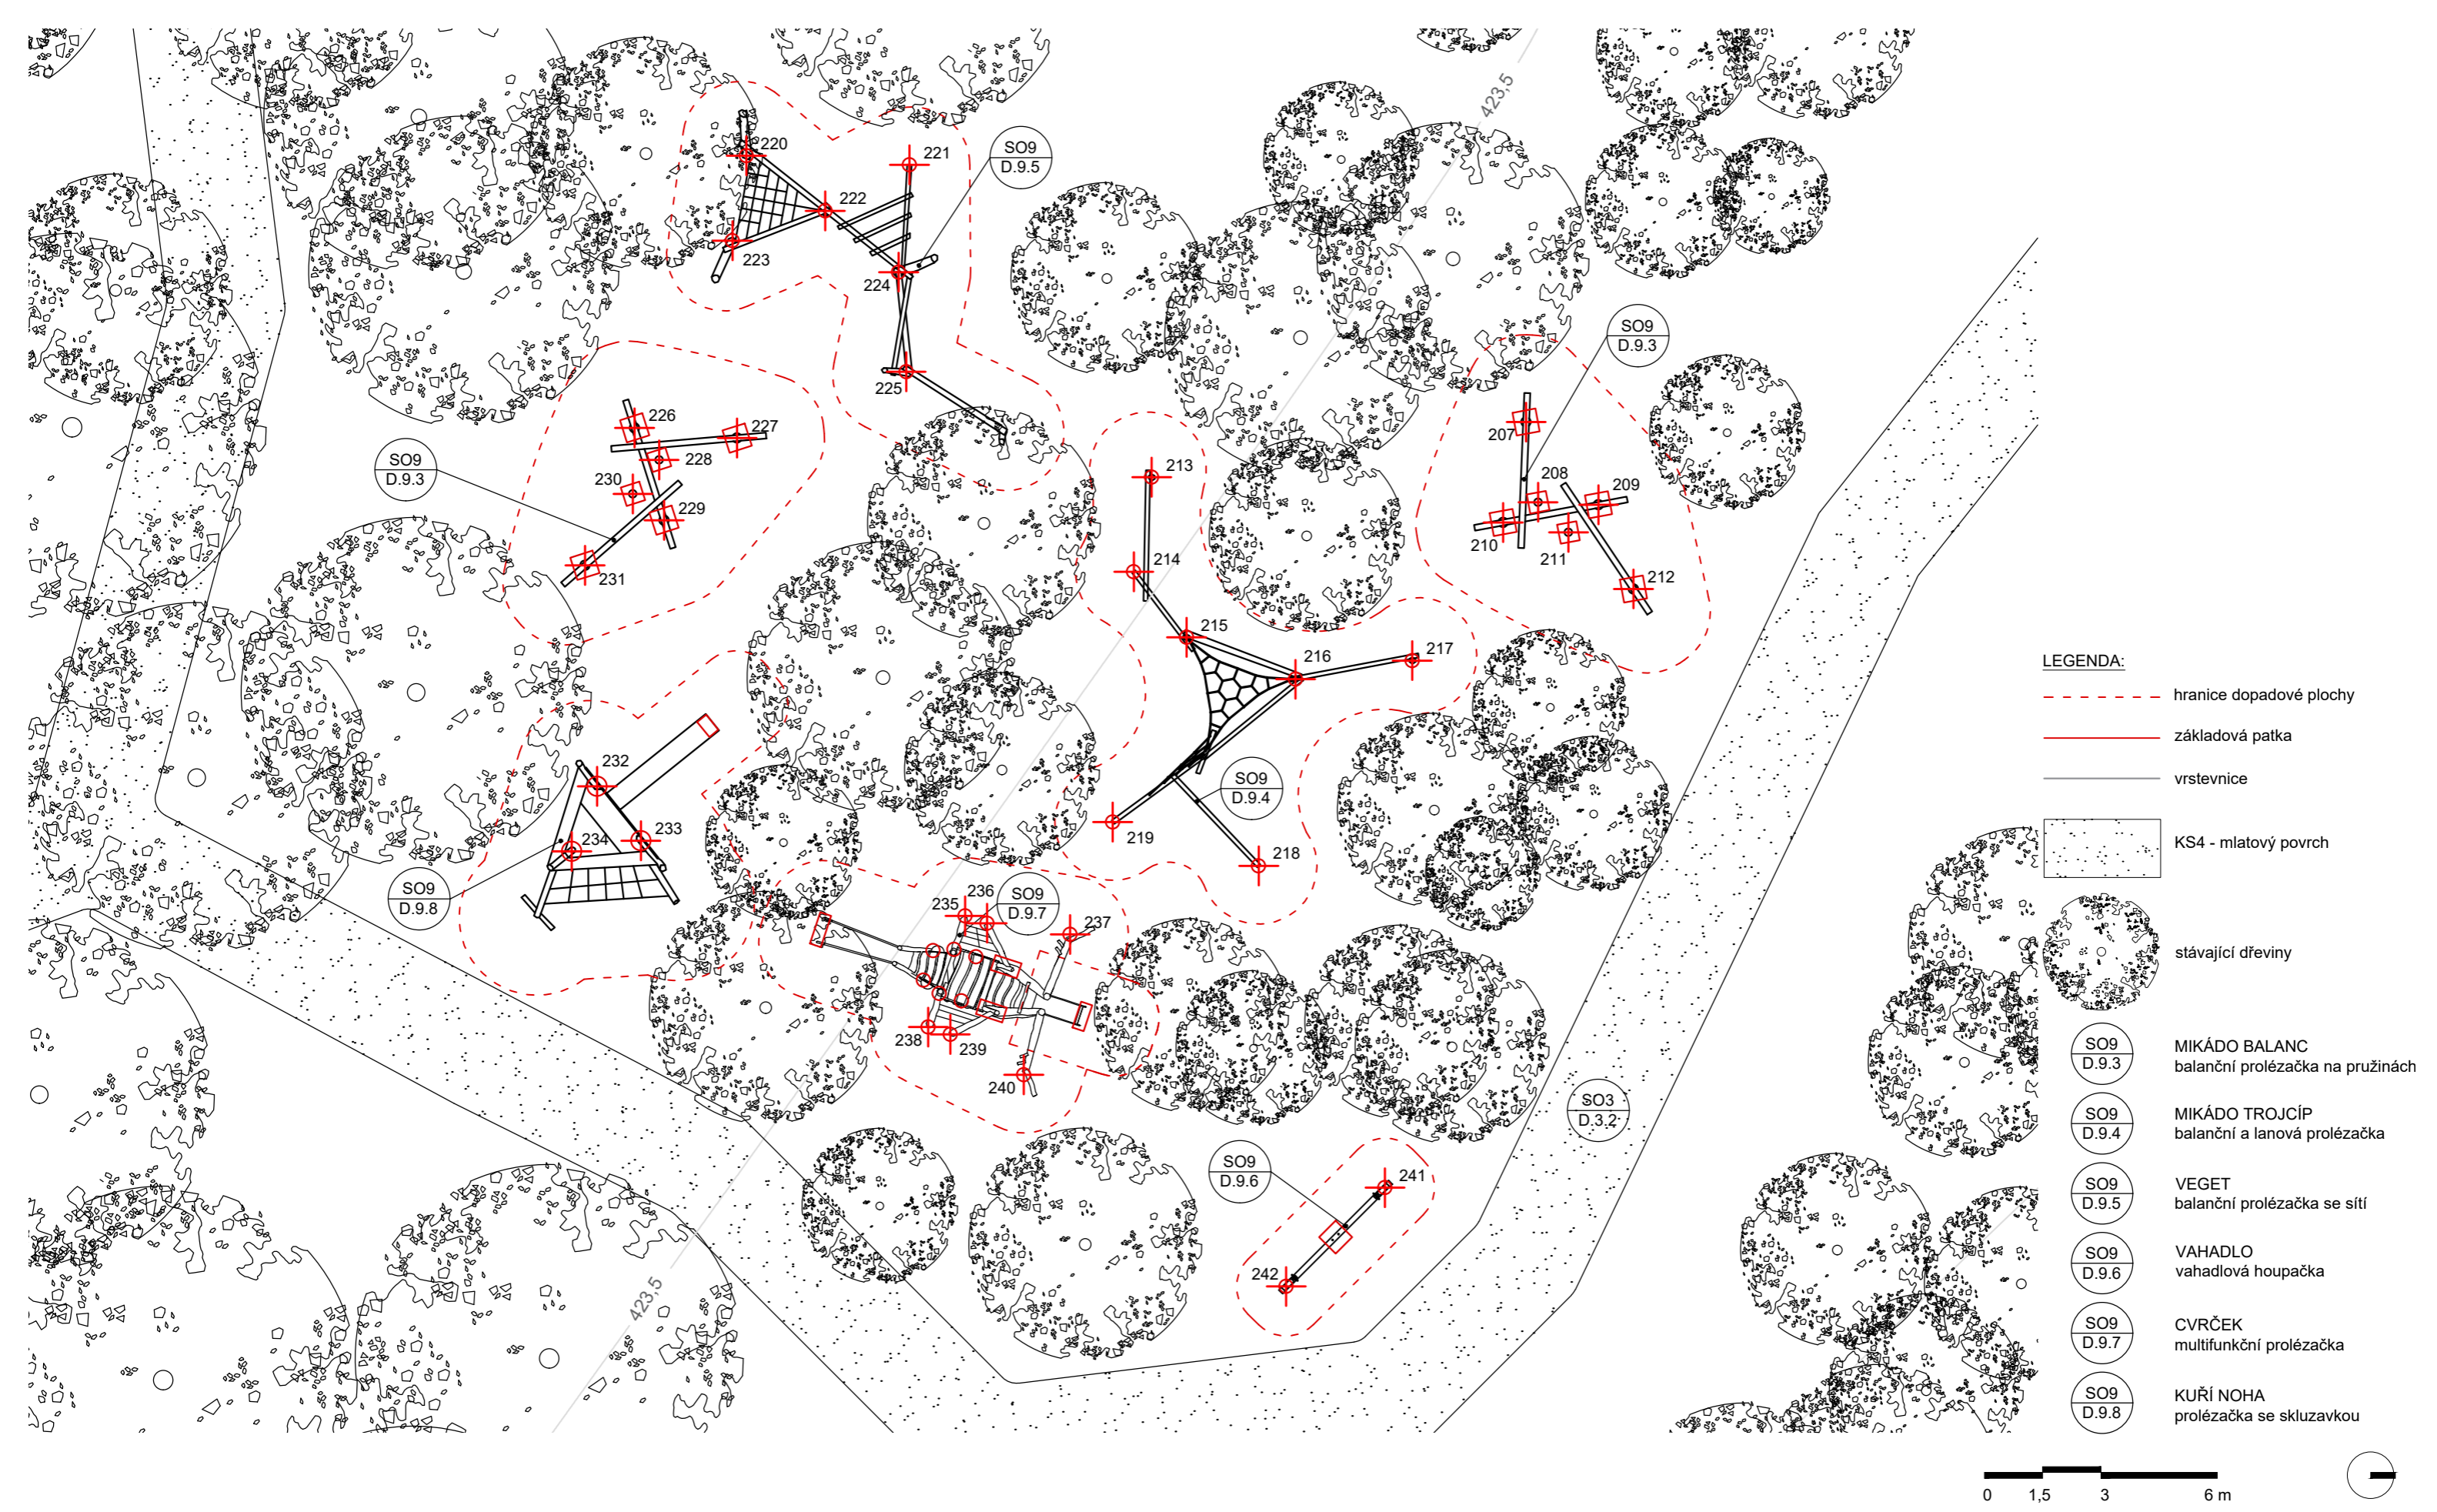 423,5
220
221
SO9
D.9.5
222
223
224
225
SO9
D.9.3
226
227
SO9
D.9.3
228
230
229
231
207
208
209
210
211
212
213
214
215
216
217
SO9
D.9.4
219
218
232
233
234
SO9
D.9.8
235
236
SO9
D.9.7
237
238
239
240
SO3
D.3.2
SO9
D.9.6
241
242
423,5
LEGENDA:
hranice dopadové plochy
základová patka
vrstevnice
KS4 - mlatový povrch
stávající dřeviny
SO9
D.9.3
MIKÁDO BALANC
balanční prolézačka na pružinách
SO9
D.9.4
MIKÁDO TROJCÍP
balanční a lanová prolézačka
SO9
D.9.5
VEGET
balanční prolézačka se sítí
SO9
D.9.6
VAHADLO
vahadlová houpačka
SO9
D.9.7
CVRČEK
multifunkční prolézačka
SO9
D.9.8
KUŘÍ NOHA
prolézačka se skluzavkou
0 1,5 3 6 m